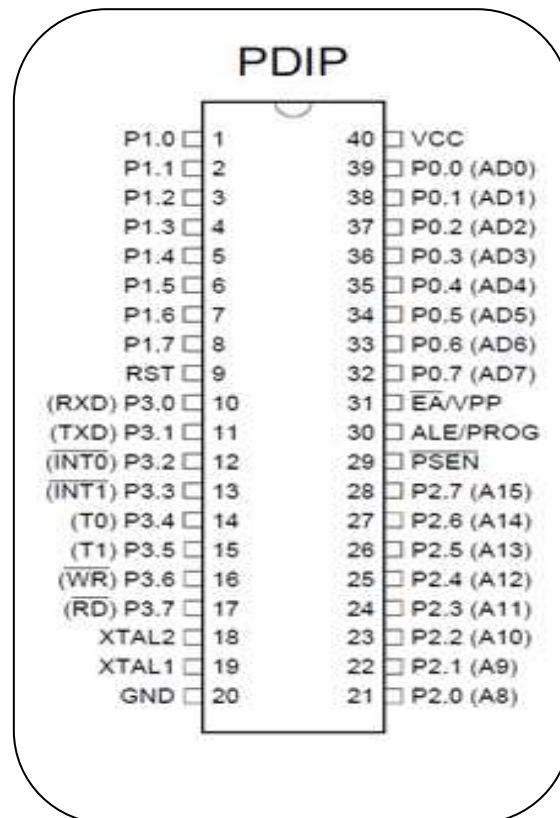 PDIP
P1.0 1 40 VCC
P1.1 2 39 P0.0 (AD0)
P1.2 3 38 P0.1 (AD1)
P1.3 4 37 P0.2 (AD2)
P1.4 5 36 P0.3 (AD3)
P1.5 6 35 P0.4 (AD4)
P1.6 7 34 P0.5 (AD5)
P1.7 8 33 P0.6 (AD6)
RST 9 32 P0.7 (AD7)
(RXD) P3.0 10 31 E̅A̅/VPP
(TXD) P3.1 11 30 ALE/PROG
(I̅N̅T̅0̅) P3.2 12 29 P̅S̅E̅N̅
(I̅N̅T̅1̅) P3.3 13 28 P2.7 (A15)
(T0) P3.4 14 27 P2.6 (A14)
(T1) P3.5 15 26 P2.5 (A13)
(W̅R̅) P3.6 16 25 P2.4 (A12)
(R̅D̅) P3.7 17 24 P2.3 (A11)
XTAL2 18 23 P2.2 (A10)
XTAL1 19 22 P2.1 (A9)
GND 20 21 P2.0 (A8)